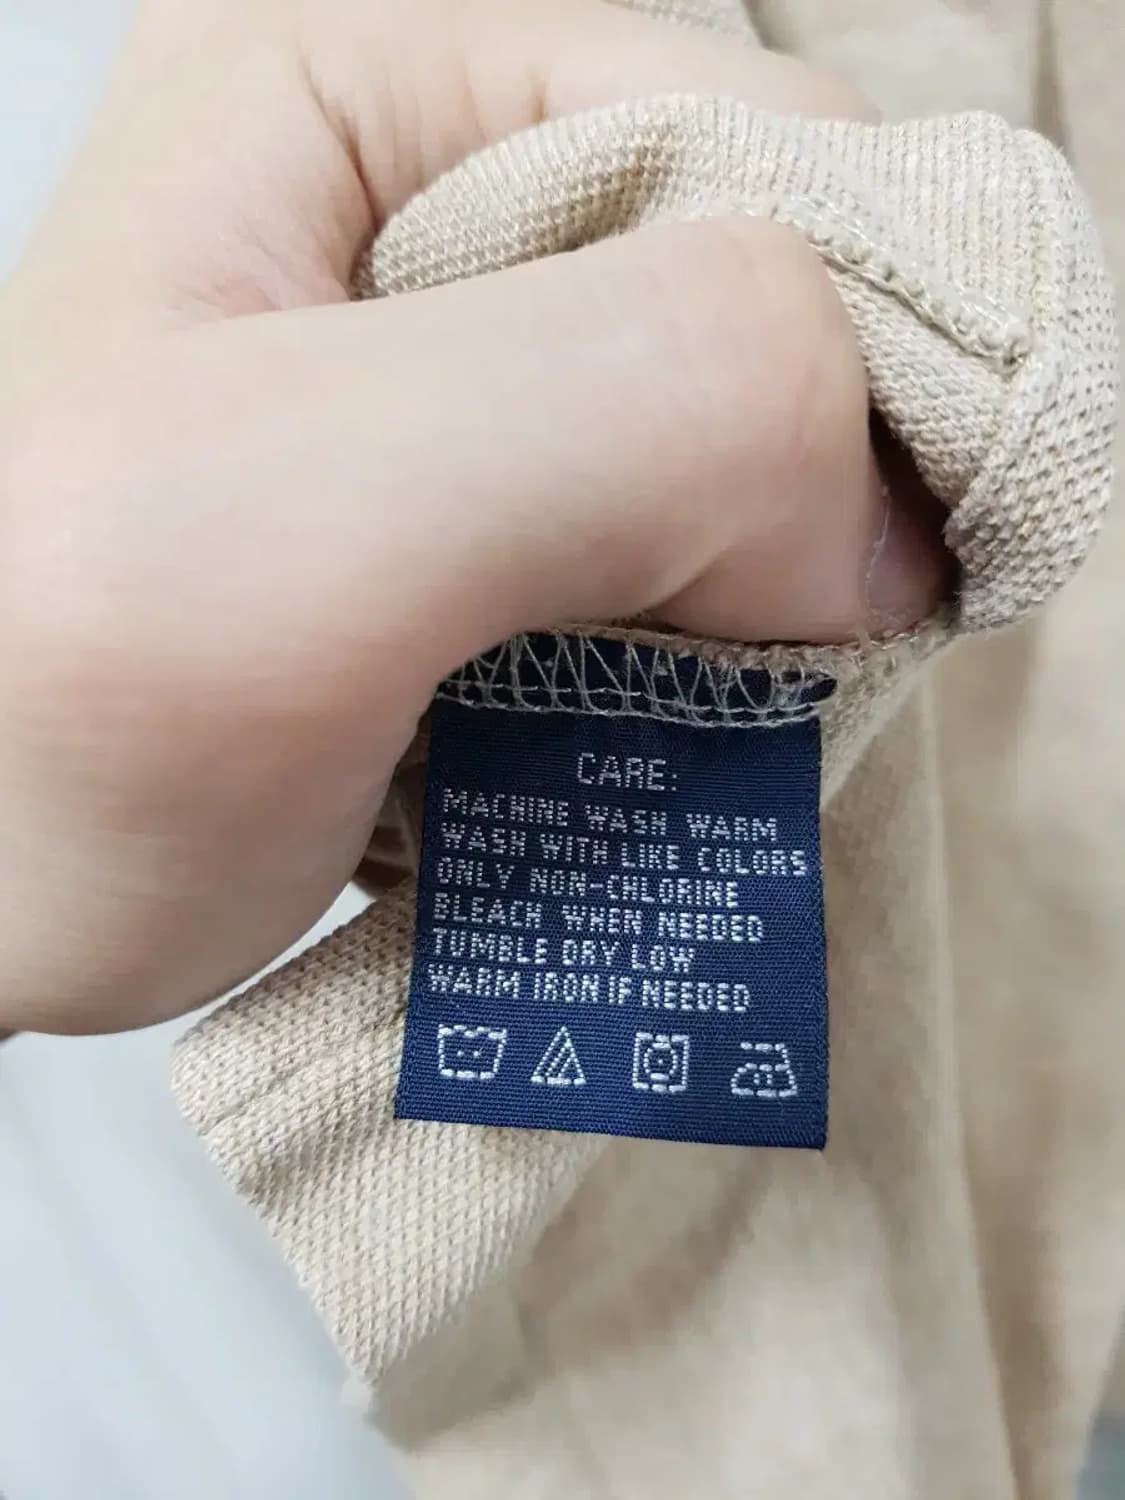 CARE:
MACHINE WASH WARM
WASH WITH LIKE COLORS
ONLY NON-CHLORINE
BLEACH WHEN NEEDED
TUMBLE DRY LOW
WARM IRON IF NEEDED